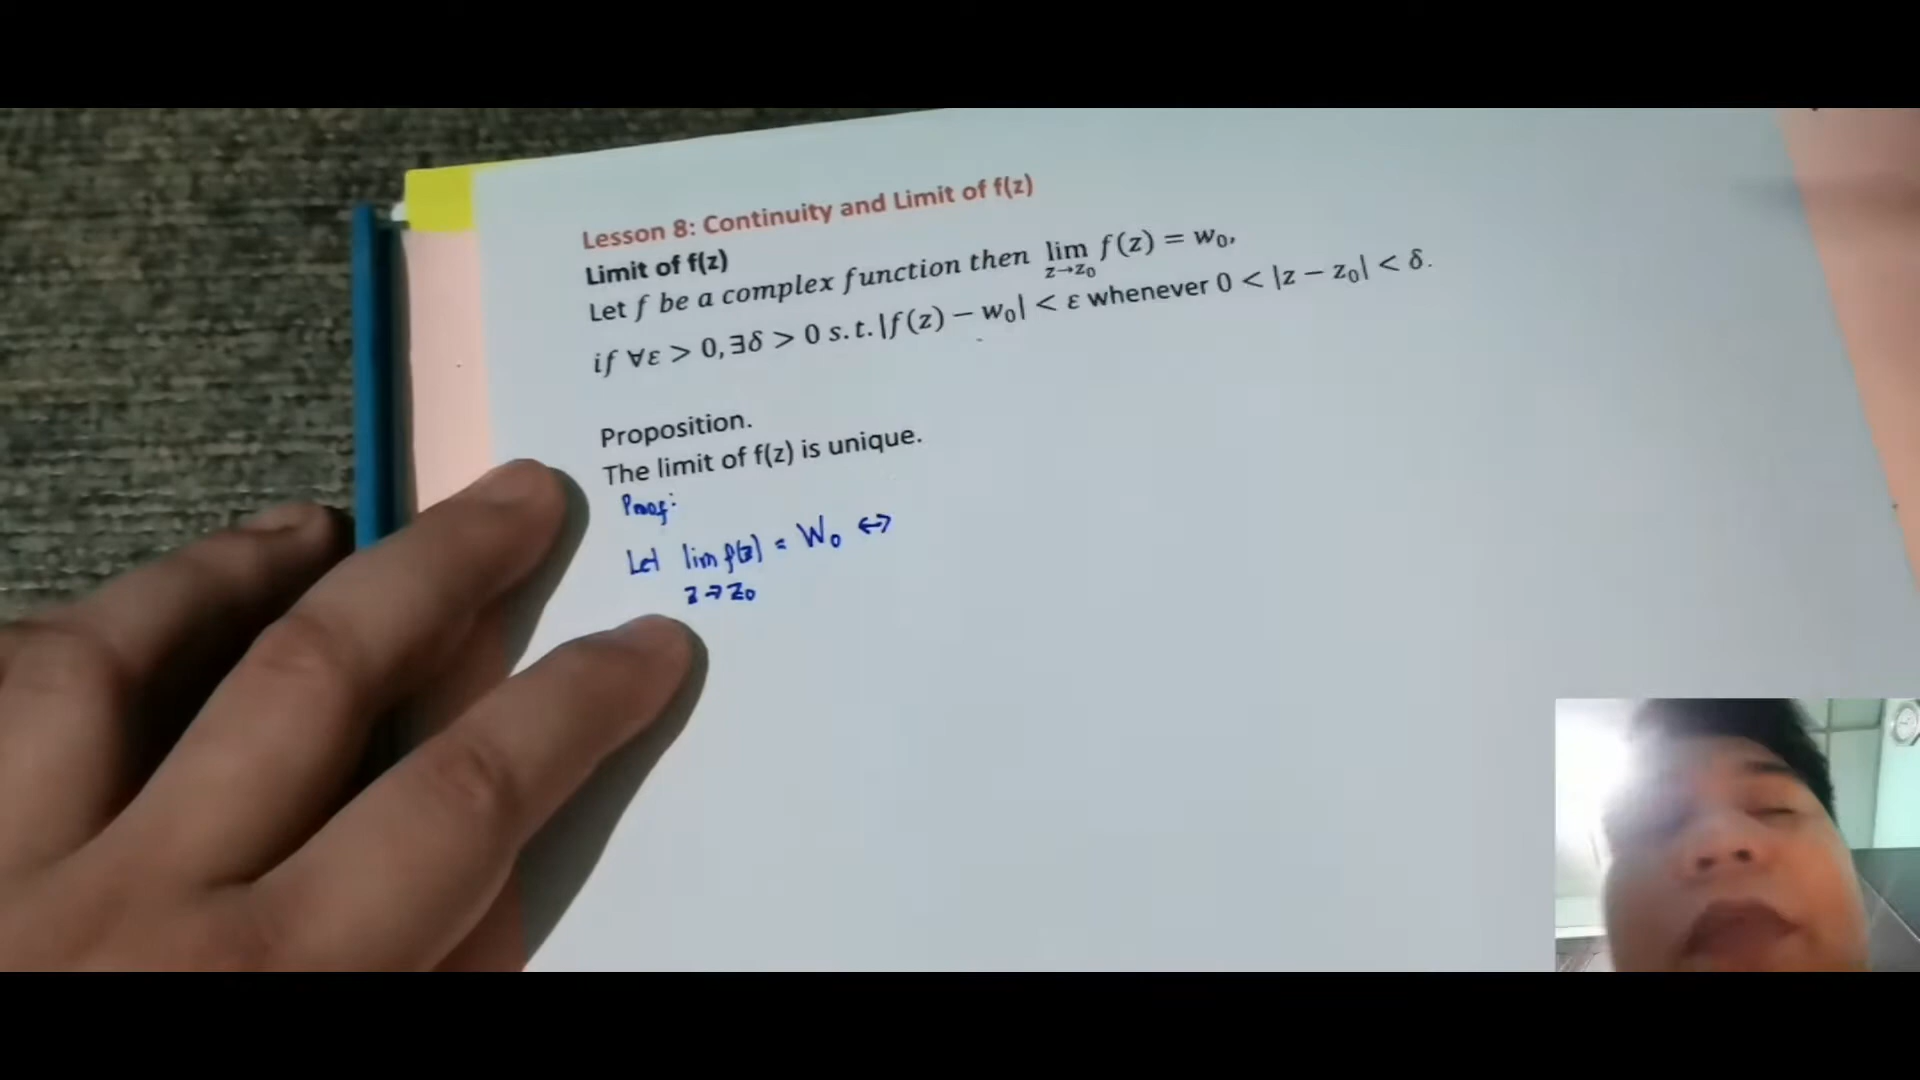 Lesson 8: Continuity and Limit of f(z)
Limit of f(z)
Let f be a complex function then lim z→z₀ f(z) = w₀,
if ∀ε > 0, ∃δ > 0 s.t. |f(z) − w₀| < ε whenever 0 < |z − z₀| < δ.
Proposition.
The limit of f(z) is unique.
Proof:
Let lim f(z) = W₀ ↔
z → z₀